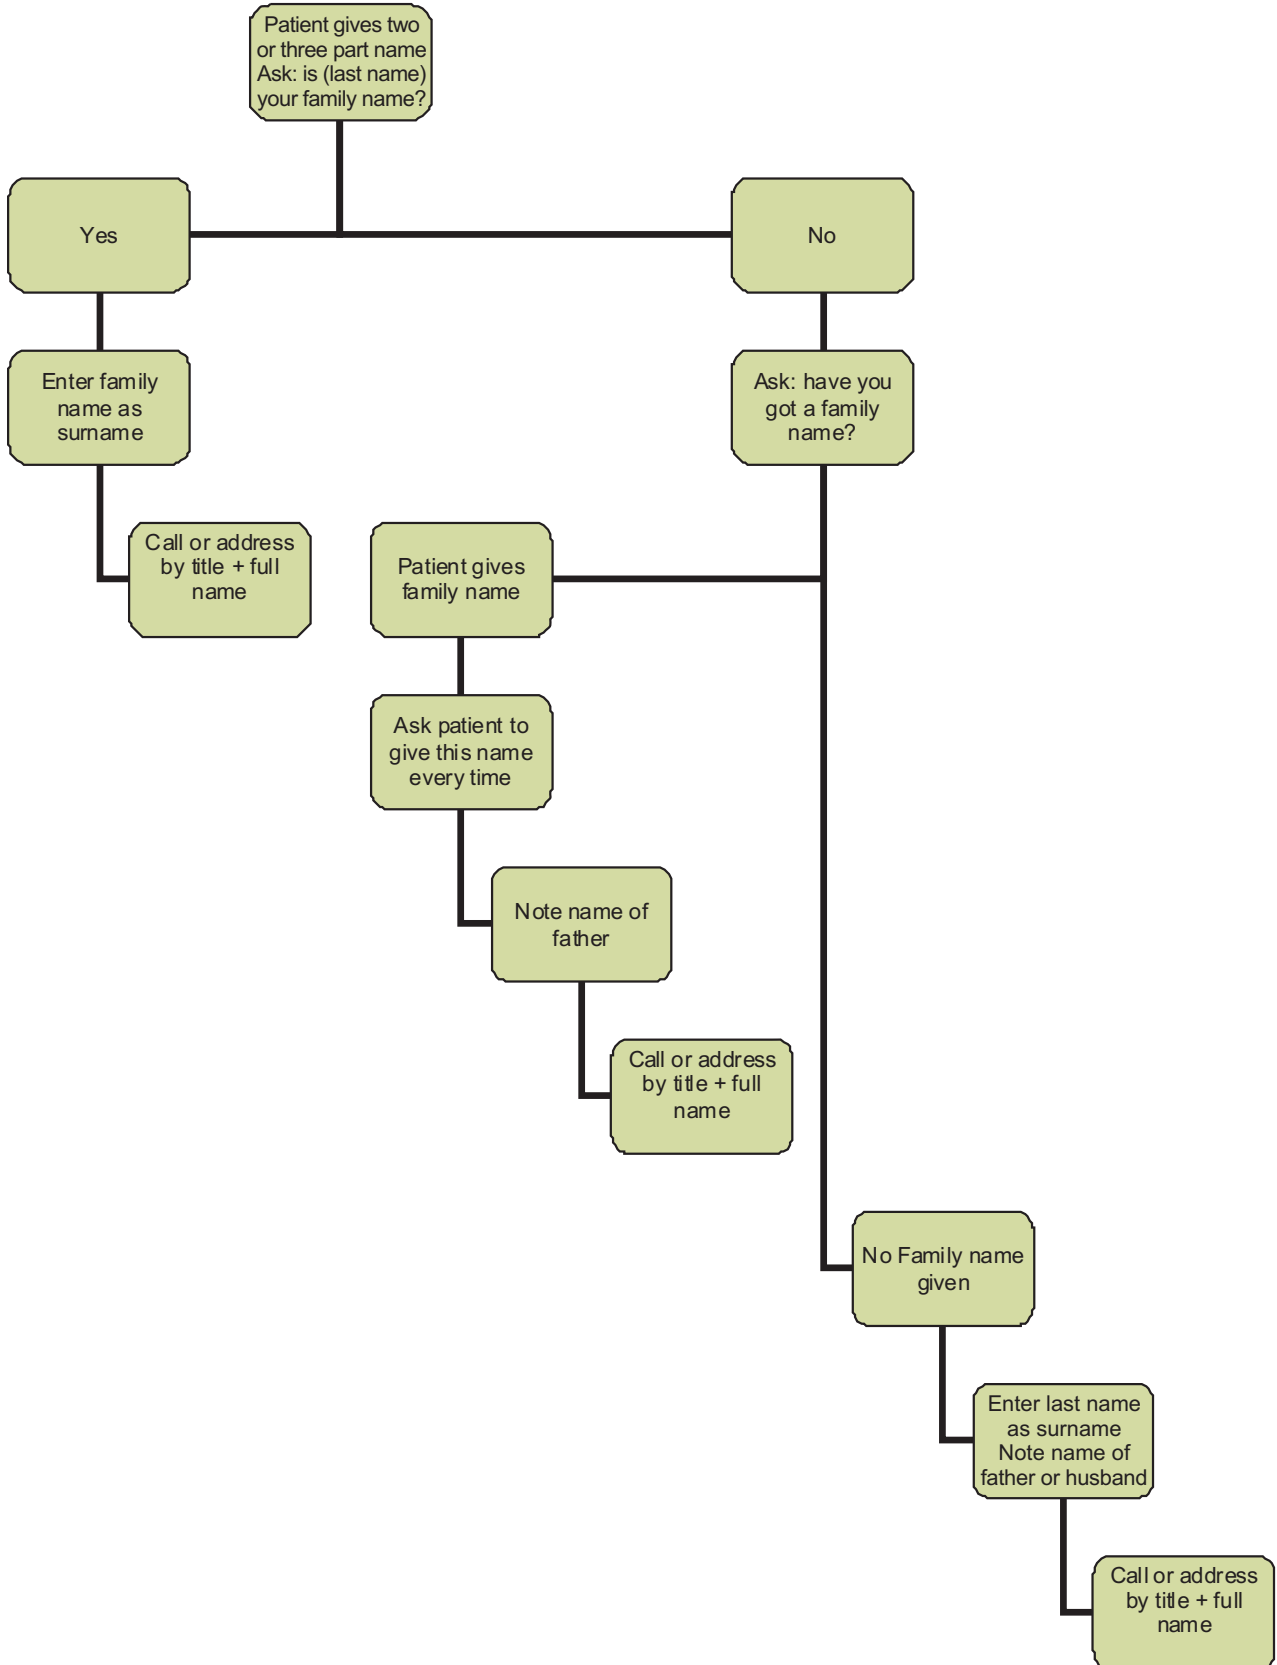 Patient gives two
or three part name
Ask: is (last name)
your family name?
Yes
No
Enter family
name as
surname
Ask: have you
got a family
name?
Call or address
by title + full
name
Patient gives
family name
Ask patient to
give this name
every time
Note name of
father
Call or address
by title + full
name
No Family name
given
Enter last name
as surname
Note name of
father or husband
Call or address
by title + full
name